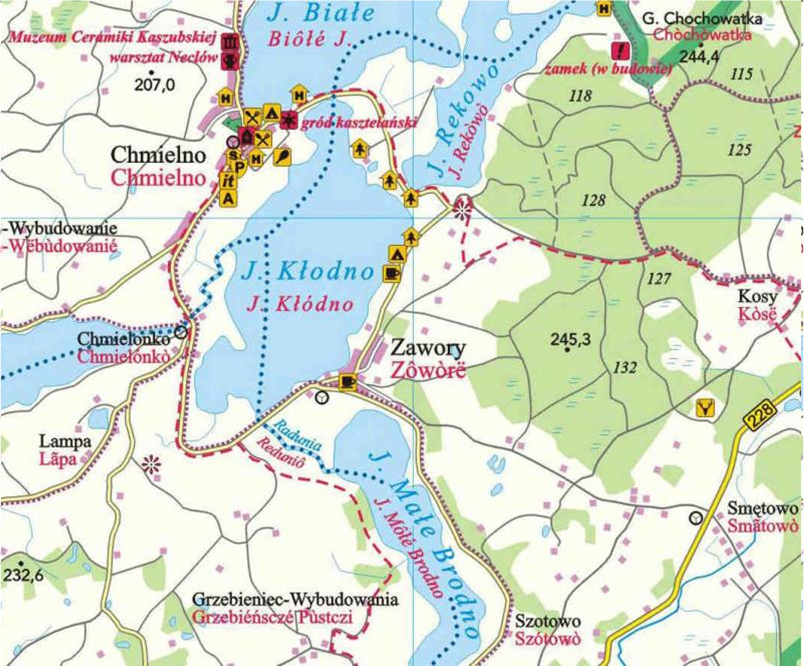 J. Białe
Biôłé J.
Muzeum Ceramiki Kaszubskiej
warsztat Neclów
207,0
H
H
H
G. Chochowatka
Chòchòwatka
244,4
zamek (w budowie)
115
118
125
gród kasztelański
J. Rekowo
J. Rekòwò
Chmielno
Chmielno
S
P
H
it
A
128
-Wybudowanie
-Wëbùdowanié
J. Kłodno
J. Kłódno
127
Kosy
Kòsë
Chmielonko
Chmielónkò
Zawory
Zôwòrë
245,3
132
228
Lampa
Lãpa
Radunia
Reduniô
J. Małe Brodno
J. Môłé Brodno
Smętowo
Smãtowò
232,6
Grzebieniec-Wybudowania
Grzebiéńsczé Pùstczi
Szotowo
Szótowò